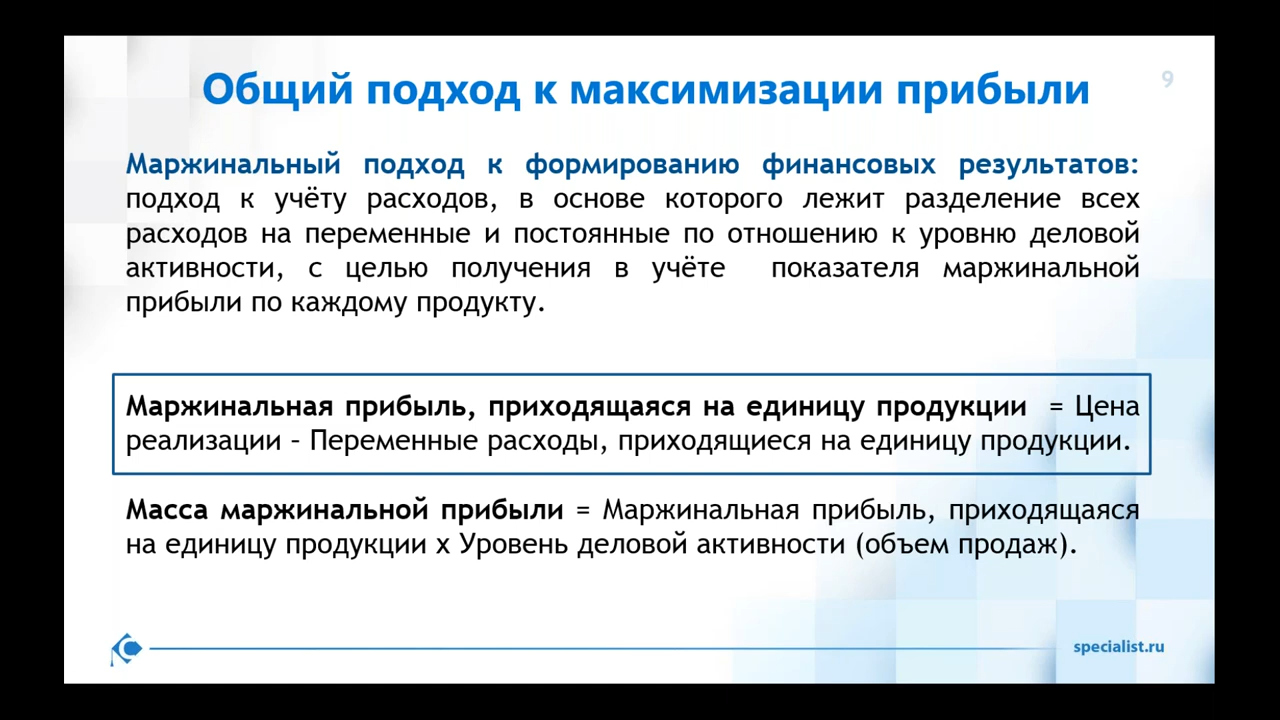 Общий подход к максимизации прибыли
9
Маржинальный подход к формированию финансовых результатов:
подход к учёту расходов, в основе которого лежит разделение всех
расходов на переменные и постоянные по отношению к уровню деловой
активности, с целью получения в учёте показателя маржинальной
прибыли по каждому продукту.
Маржинальная прибыль, приходящаяся на единицу продукции = Цена
реализации – Переменные расходы, приходящиеся на единицу продукции.
Масса маржинальной прибыли = Маржинальная прибыль, приходящаяся
на единицу продукции х Уровень деловой активности (объем продаж).
specialist.ru